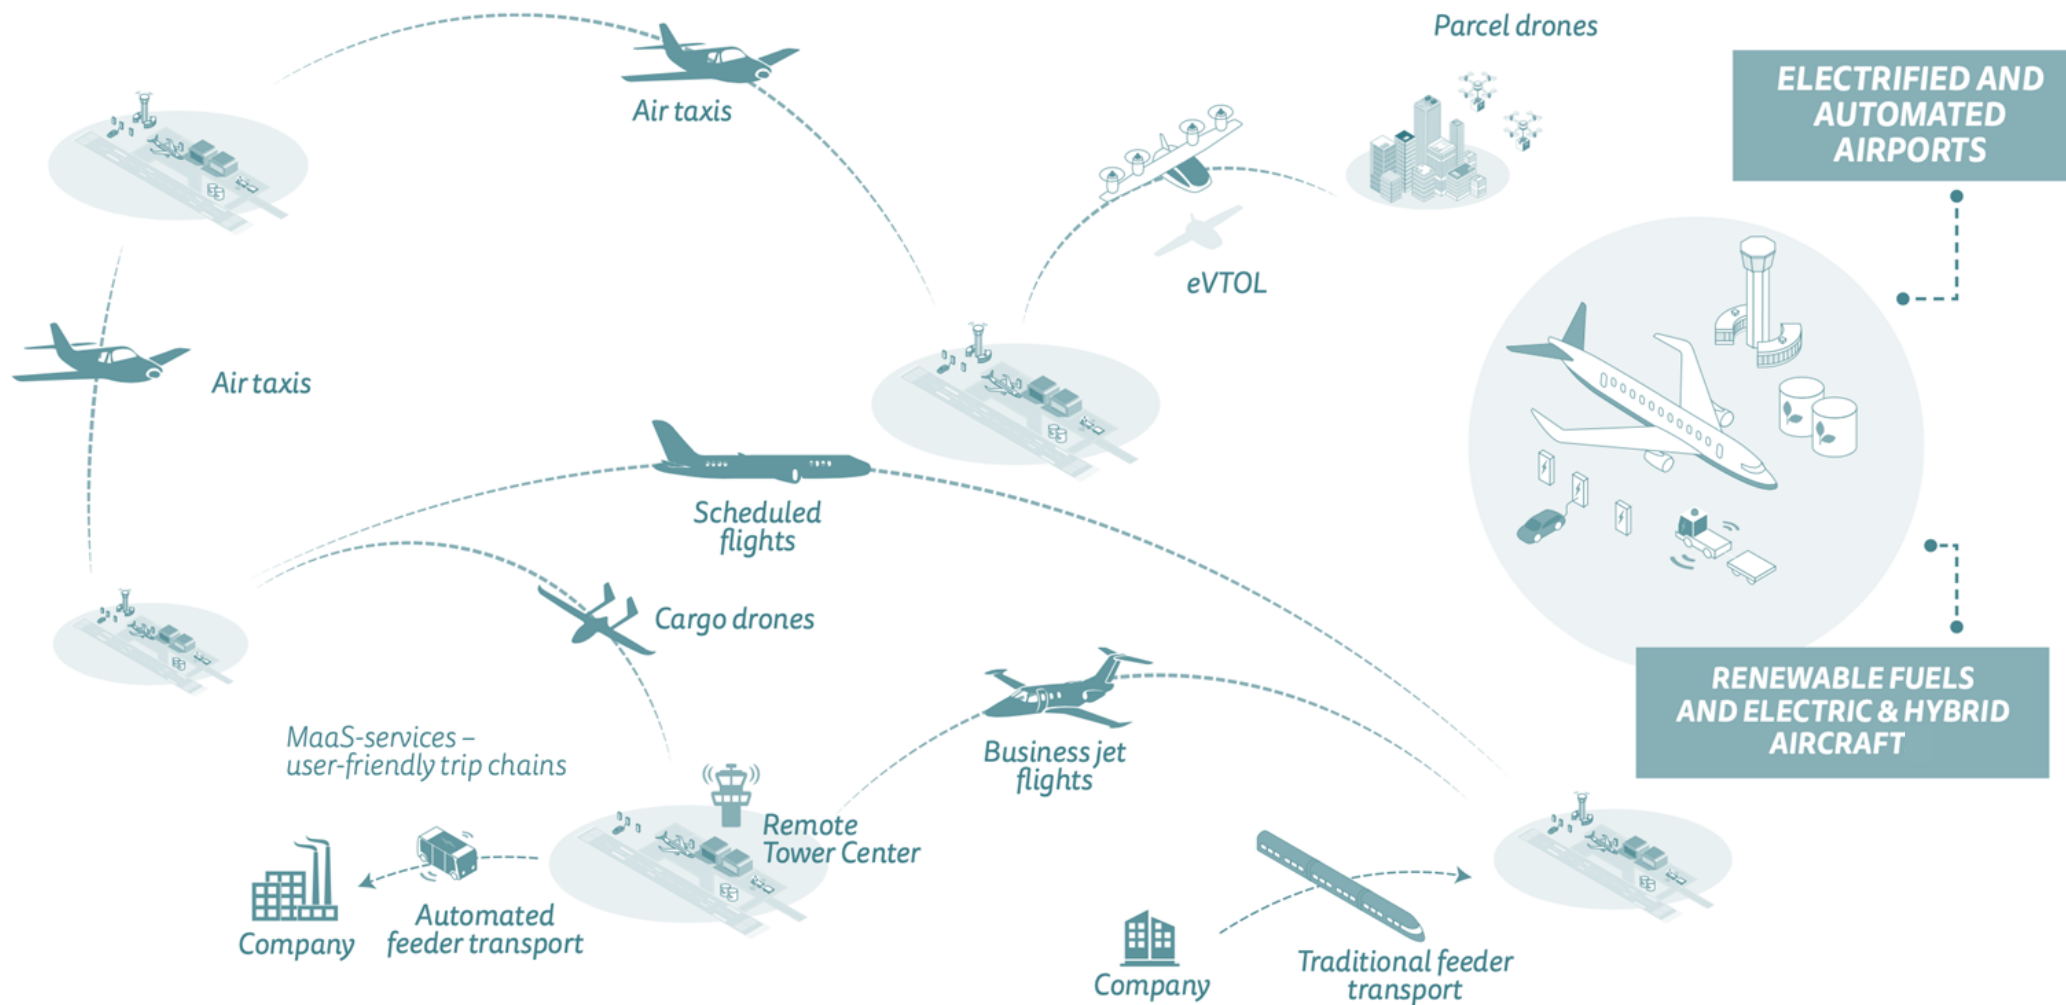 Parcel drones
ELECTRIFIED AND
AUTOMATED
AIRPORTS
Air taxis
eVTOL
Air taxis
Scheduled
flights
Cargo drones
RENEWABLE FUELS
AND ELECTRIC & HYBRID
AIRCRAFT
MaaS-services –
user-friendly trip chains
Business jet
flights
Remote
Tower Center
Automated
feeder transport
Company
Traditional feeder
transport
Company